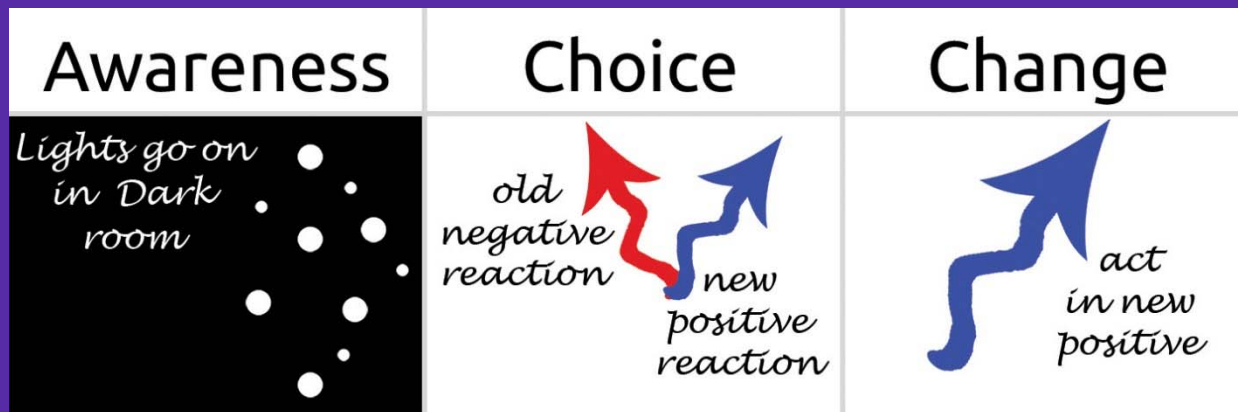 Awareness
Choice
Change
Lights go on
in Dark
room
old
negative
reaction
new
positive
reaction
act
in new
positive